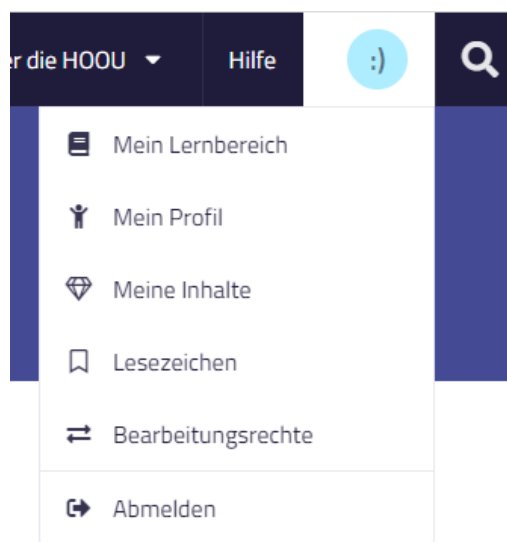 r die HOOU
Hilfe
:)
Mein Lernbereich
Mein Profil
Meine Inhalte
Lesezeichen
Bearbeitungsrechte
Abmelden